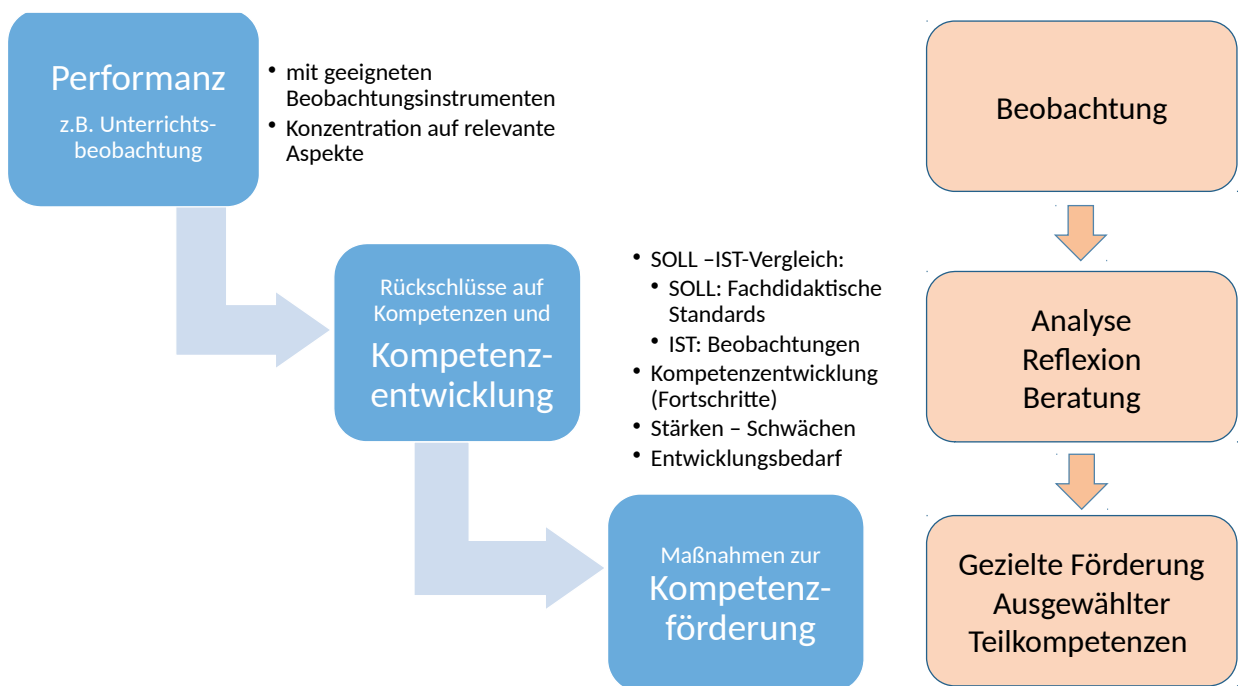 Performanz
z.B. Unterrichts-
beobachtung
• mit geeigneten
Beobachtungsinstrumenten
• Konzentration auf relevante
Aspekte
Rückschlüsse auf
Kompetenzen und
Kompetenz-
entwicklung
• SOLL –IST-Vergleich:
• SOLL: Fachdidaktische
Standards
• IST: Beobachtungen
• Kompetenzentwicklung
(Fortschritte)
• Stärken – Schwächen
• Entwicklungsbedarf
Maßnahmen zur
Kompetenz-
förderung
Beobachtung
Analyse
Reflexion
Beratung
Gezielte Förderung
Ausgewählter
Teilkompetenzen